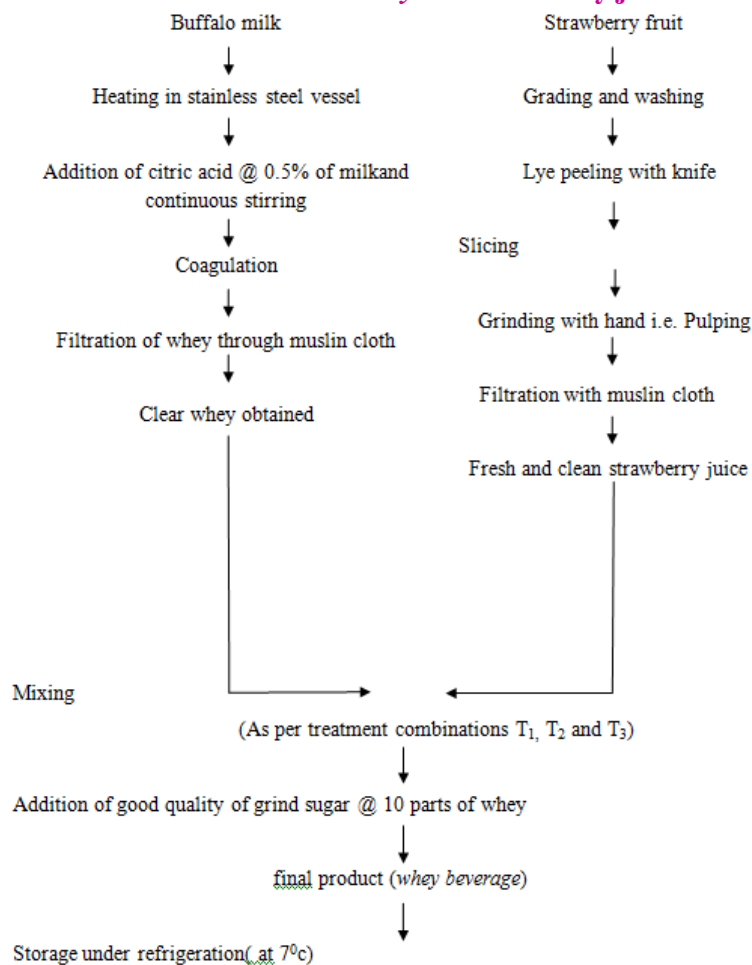 Buffalo milk
Heating in stainless steel vessel
Addition of citric acid @ 0.5% of milkand
continuous stirring
Coagulation
Filtration of whey through muslin cloth
Clear whey obtained
Strawberry fruit
Grading and washing
Lye peeling with knife
Slicing
Grinding with hand i.e. Pulping
Filtration with muslin cloth
Fresh and clean strawberry juice
Mixing
(As per treatment combinations T₁, T₂ and T₃)
Addition of good quality of grind sugar @ 10 parts of whey
final product (whey beverage)
Storage under refrigeration( at 7⁰c)